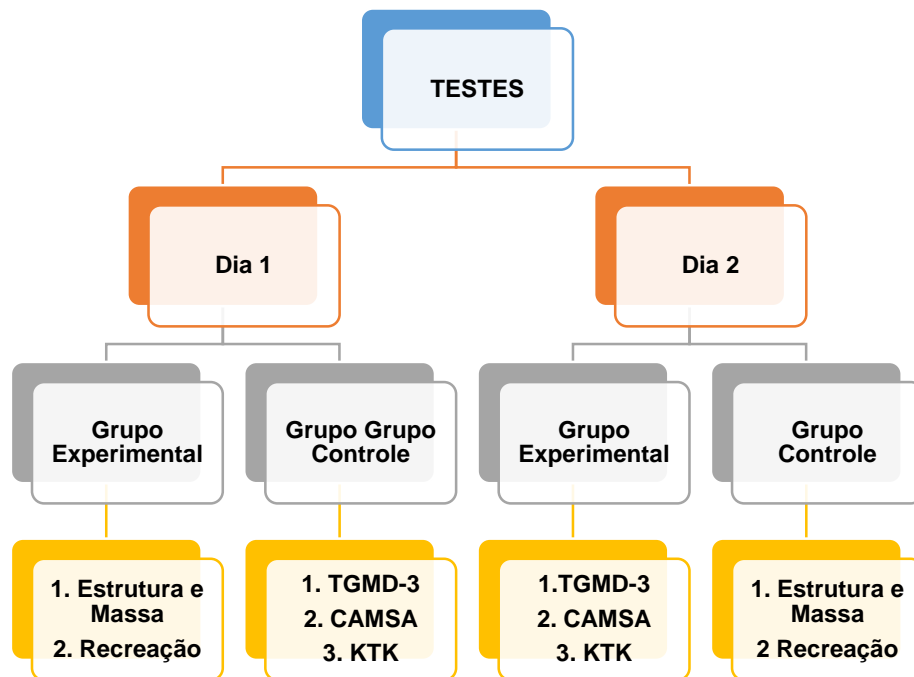 TESTES
Dia 1
Dia 2
Grupo
Experimental
Grupo Grupo
Controle
Grupo
Experimental
Grupo
Controle
1. Estrutura e
Massa
2. Recreação
1. TGMD-3
2. CAMSA
3. KTK
1.TGMD-3
2. CAMSA
3. KTK
1. Estrutura e
Massa
2 Recreação